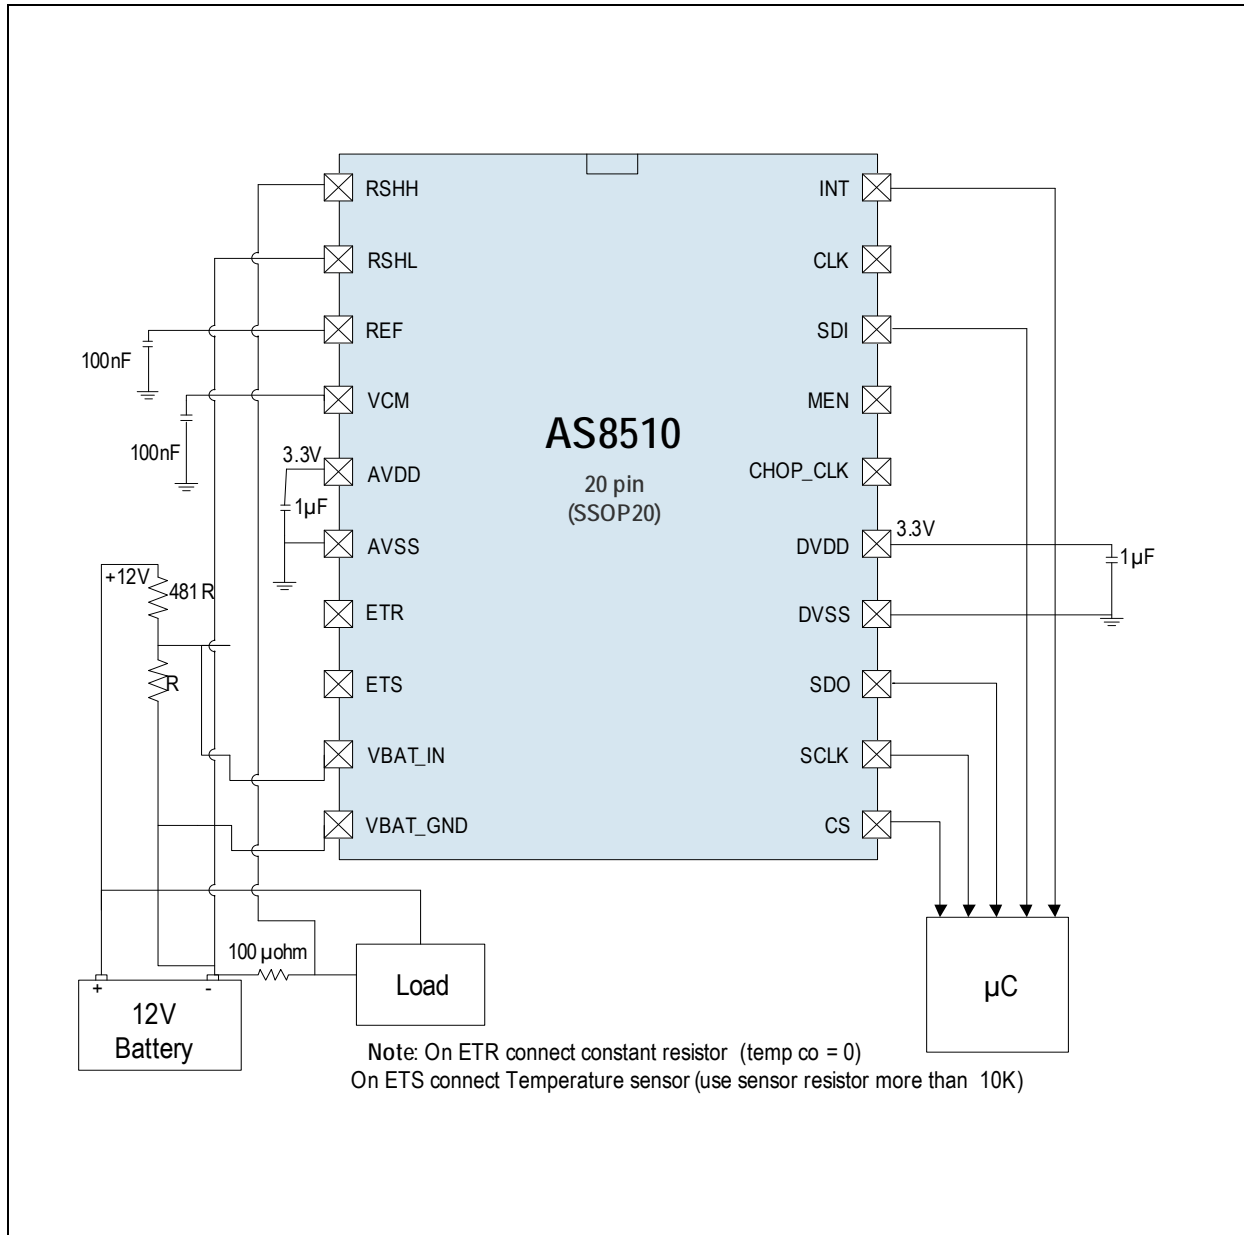 RSHH
INT
RSHL
CLK
REF
SDI
100nF
VCM
MEN
AS8510
100nF
3.3V
AVDD
CHOP_CLK
20 pin
(SSOP20)
1µF
AVSS
DVDD
3.3V
1µF
+12V
481R
ETR
DVSS
R
ETS
SDO
VBAT_IN
SCLK
VBAT_GND
CS
100 µohm
Load
µC
+
-
12V
Battery
Note: On ETR connect constant resistor (temp co = 0)
On ETS connect Temperature sensor (use sensor resistor more than 10K)